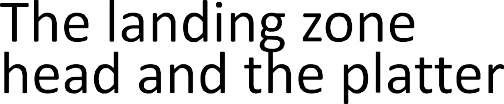 The landing zone
head and the platter